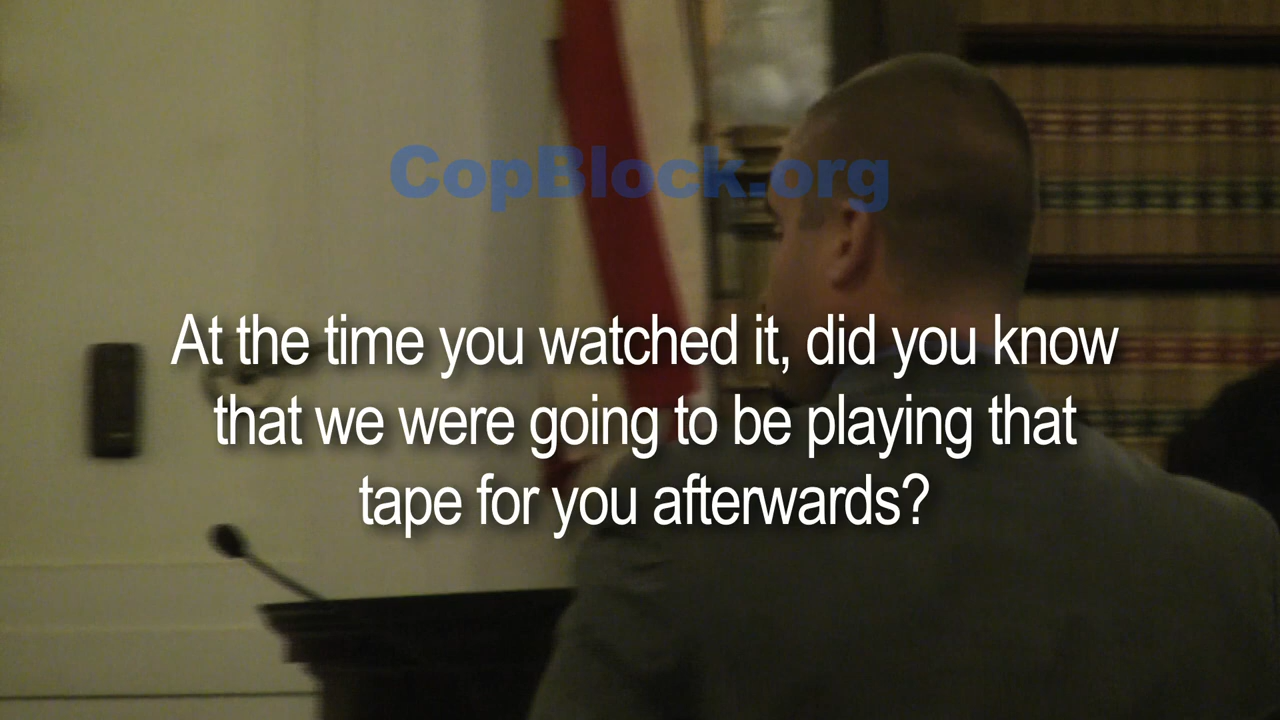 CopBlock.org
At the time you watched it, did you know
that we were going to be playing that
tape for you afterwards?